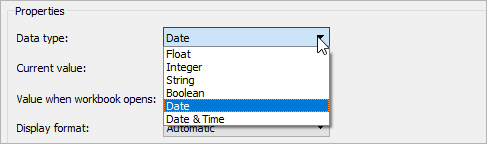 Properties
Data type: Date
Float
Integer
Current value:
String
Boolean
Value when workbook opens:
Date
Date & Time
Display format: Automatic